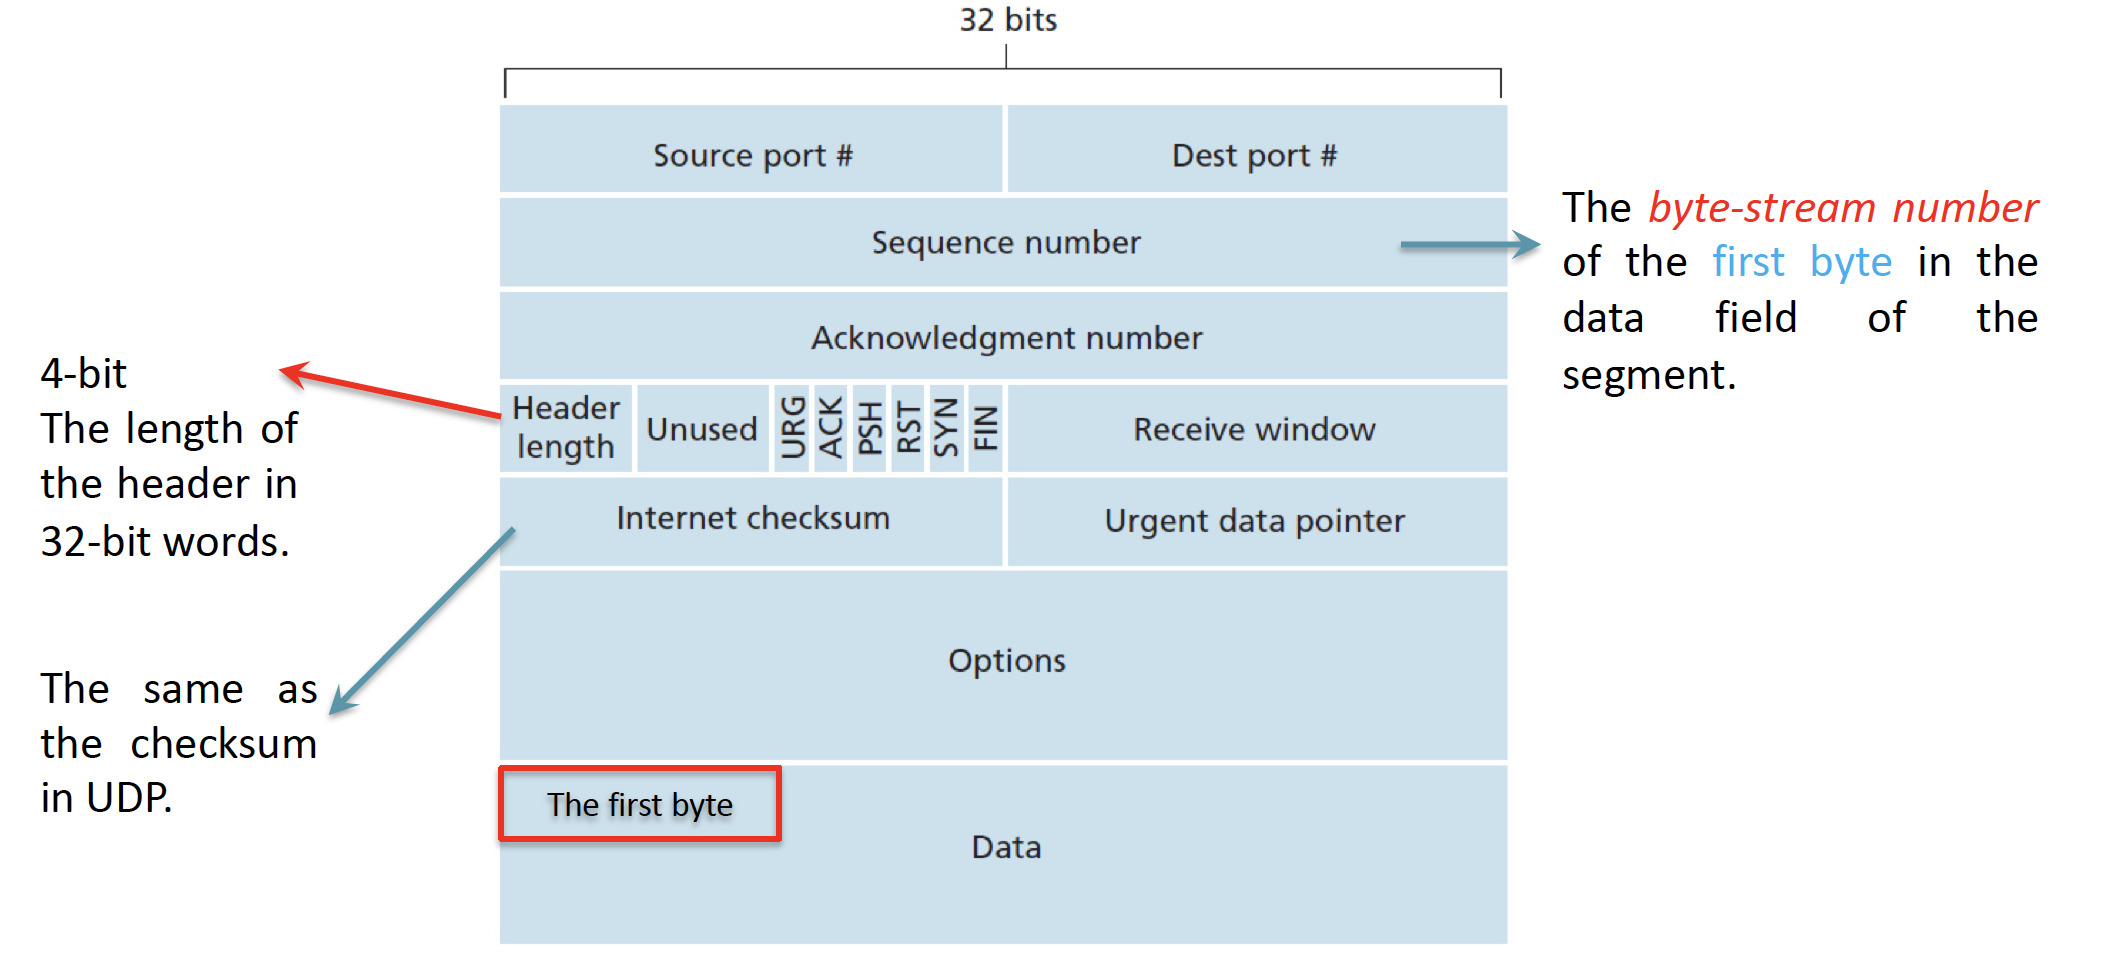 32 bits
Source port #
Dest port #
Sequence number
The byte-stream number
of the first byte in the
data field of the
segment.
Acknowledgment number
4-bit
The length of
the header in
32-bit words.
Header
length
Unused
URG
ACK
PSH
RST
SYN
FIN
Receive window
Internet checksum
Urgent data pointer
The same as
the checksum
in UDP.
Options
The first byte
Data